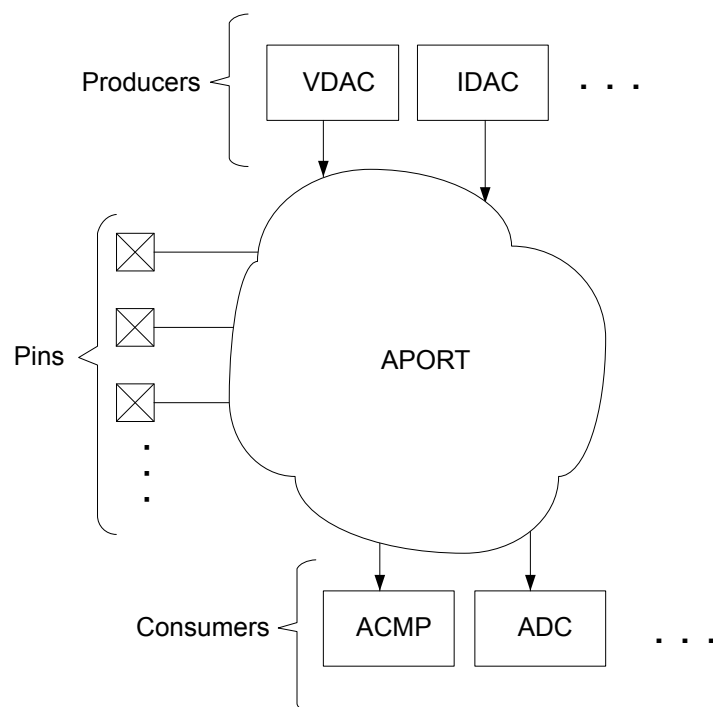 Producers
VDAC
IDAC
. . .
Pins
APORT
.
.
.
Consumers
ACMP
ADC
. . .